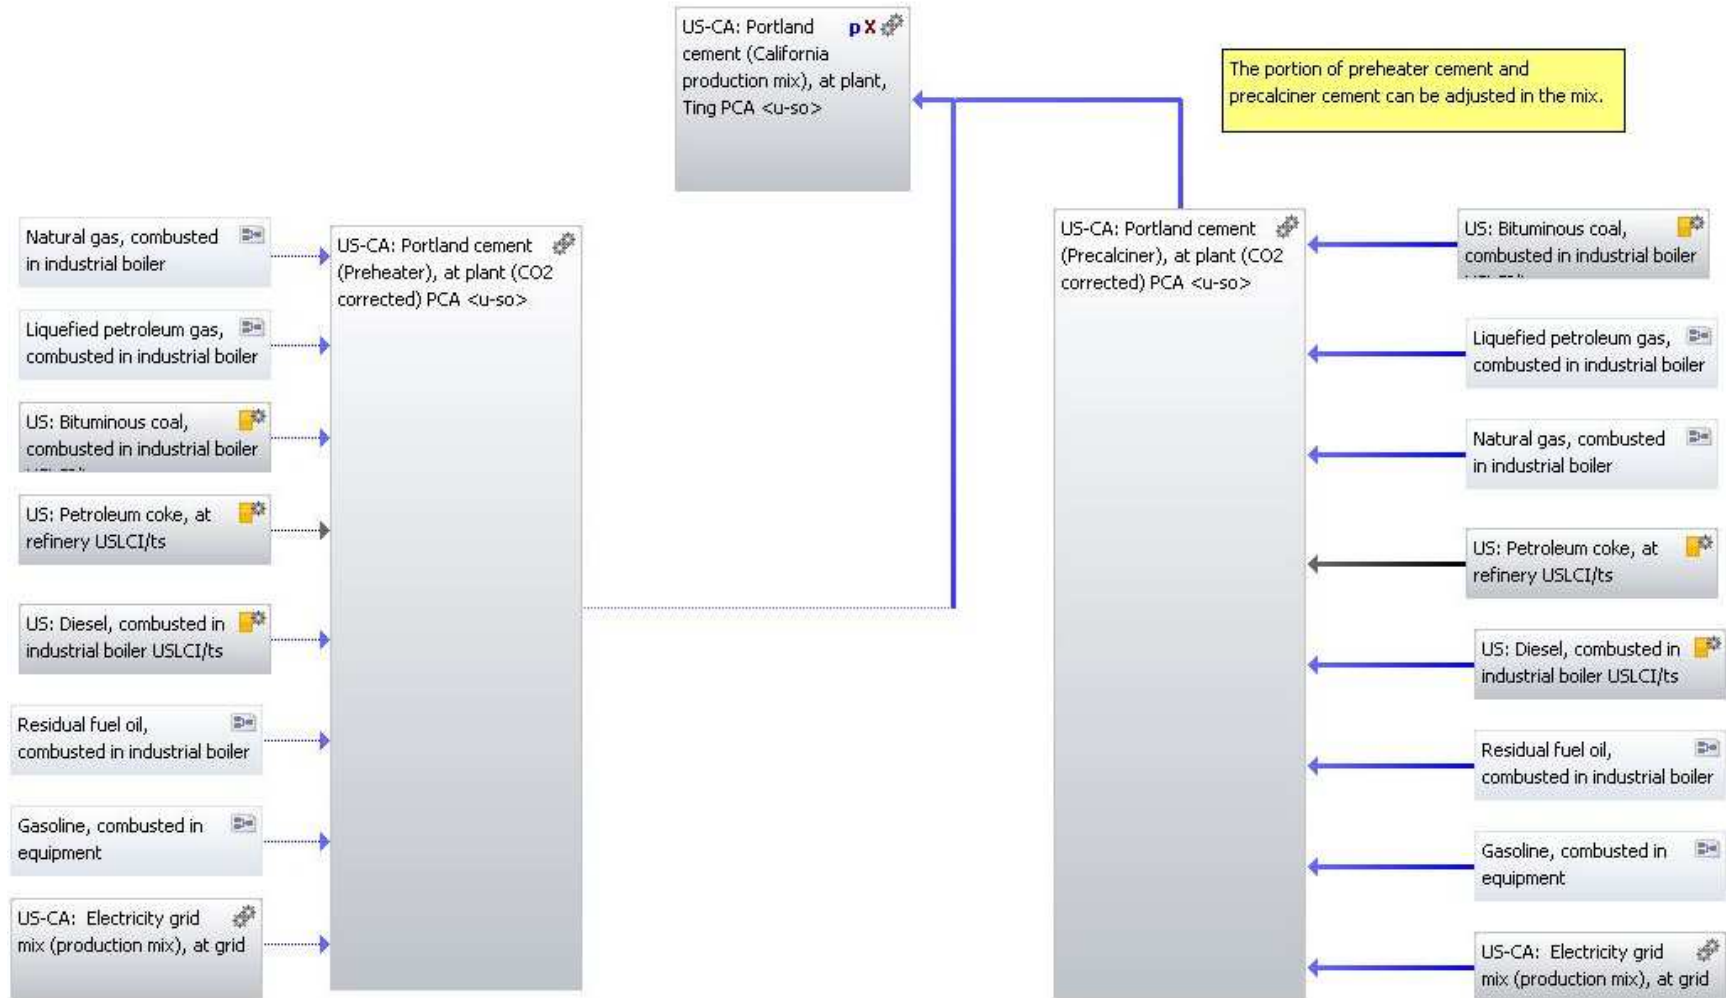 US-CA: Portland p X
cement (California
production mix), at plant,
Ting PCA <u-so>
The portion of preheater cement and
precalciner cement can be adjusted in the mix.
Natural gas, combusted
in industrial boiler
Liquefied petroleum gas,
combusted in industrial boiler
US: Bituminous coal,
combusted in industrial boiler
US: Petroleum coke, at
refinery USLCI/ts
US: Diesel, combusted in
industrial boiler USLCI/ts
Residual fuel oil,
combusted in industrial boiler
Gasoline, combusted in
equipment
US-CA: Electricity grid
mix (production mix), at grid
US-CA: Portland cement
(Preheater), at plant (CO2
corrected) PCA <u-so>
US-CA: Portland cement
(Precalciner), at plant (CO2
corrected) PCA <u-so>
US: Bituminous coal,
combusted in industrial boiler
Liquefied petroleum gas,
combusted in industrial boiler
Natural gas, combusted
in industrial boiler
US: Petroleum coke, at
refinery USLCI/ts
US: Diesel, combusted in
industrial boiler USLCI/ts
Residual fuel oil,
combusted in industrial boiler
Gasoline, combusted in
equipment
US-CA: Electricity grid
mix (production mix), at grid